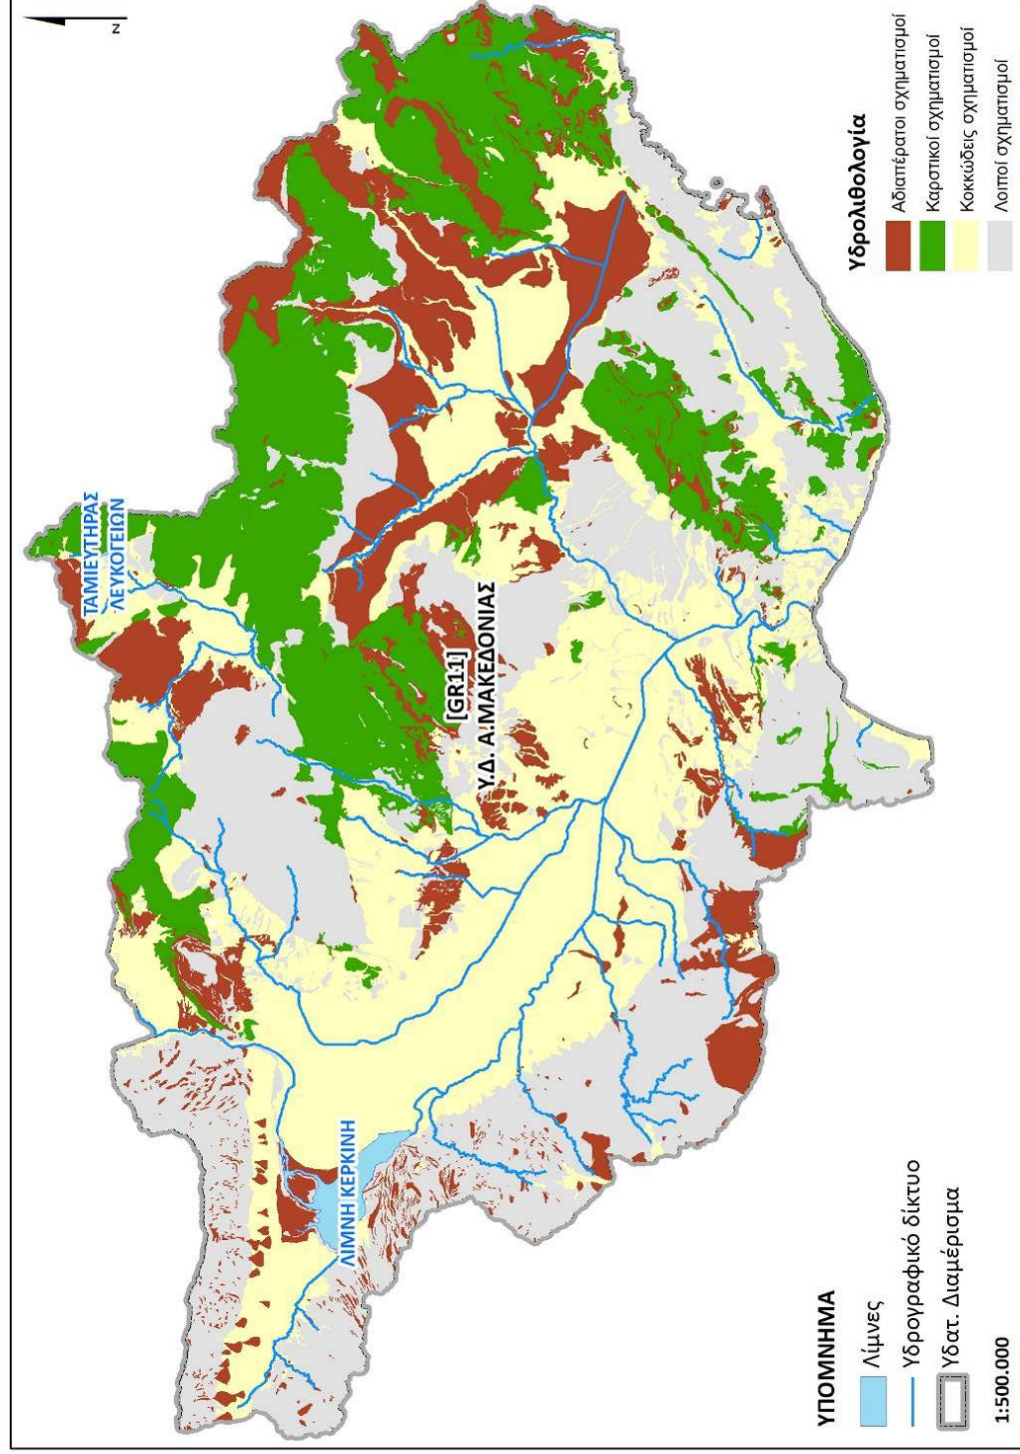 Ζ
ΤΑΜΙΕΥΤΗΡΑΣ
ΛΕΥΚΟΓΕΙΩΝ
[GR11]
Υ.Δ. Α.ΜΑΚΕΔΟΝΙΑΣ
ΛΙΜΝΗ ΚΕΡΚΙΝΗ
ΥΠΟΜΝΗΜΑ
Λίμνες
Υδρογραφικό δίκτυο
Υδατ. Διαμέρισμα
1:500.000
Υδρολιθολογία
Αδιαπέρατοι σχηματισμοί
Καρστικοί σχηματισμοί
Κοκκώδεις σχηματισμοί
Λοιποί σχηματισμοί